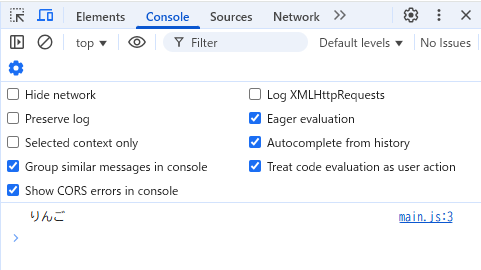 Elements Console Sources Network
top Filter Default levels No Issues
Hide network Log XMLHttpRequests
Preserve log Eager evaluation
Selected context only Autocomplete from history
Group similar messages in console Treat code evaluation as user action
Show CORS errors in console
りんご main.js:3